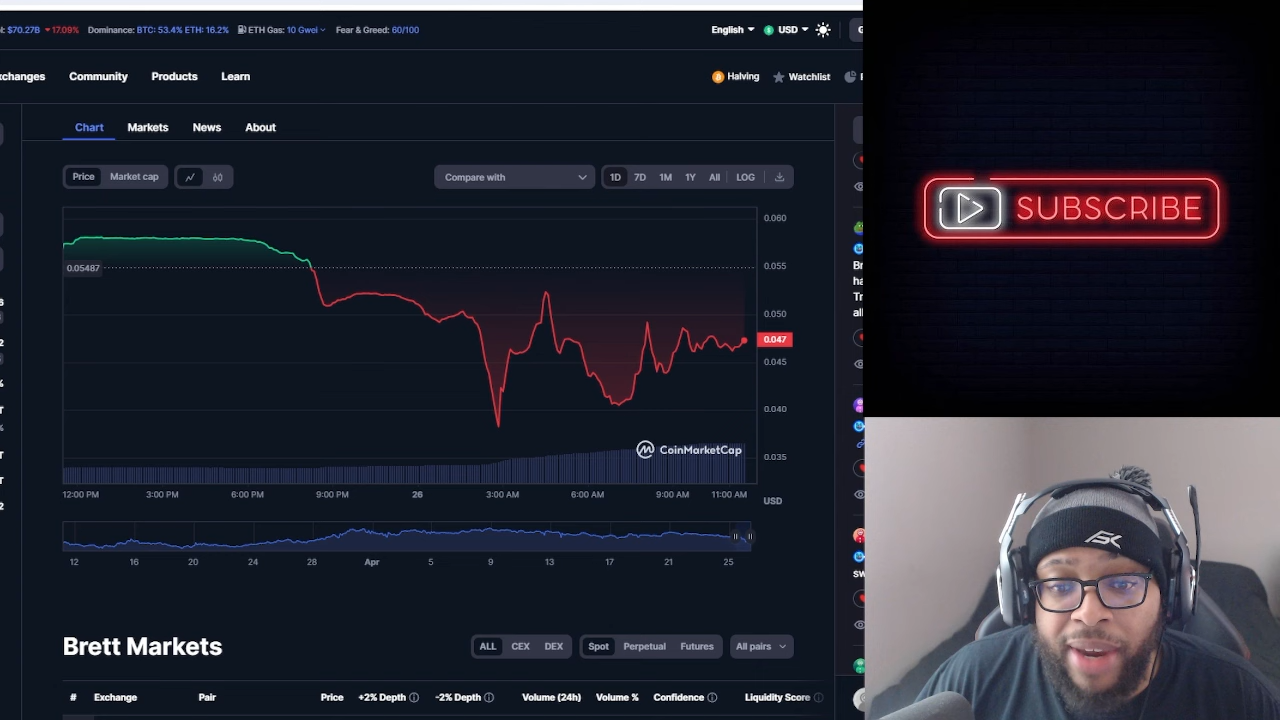 $70.27B 17.09% Dominance: BTC: 53.4% ETH: 16.2% ETH Gas: 10 Gwei Fear & Greed: 60/100 English USD
Community Products Learn Halving Watchlist
Chart Markets News About
Price Market cap Compare with 1D 7D 1M 1Y All LOG
0.060
0.05487 0.055
0.050
0.047
0.045
0.040
CoinMarketCap
0.035
12:00 PM 3:00 PM 6:00 PM 9:00 PM 26 3:00 AM 6:00 AM 9:00 AM 11:00 AM USD
12 16 20 24 28 Apr 5 9 13 17 21 25
Brett Markets ALL CEX DEX Spot Perpetual Futures All pairs
# Exchange Pair Price +2% Depth -2% Depth Volume (24h) Volume % Confidence Liquidity Score
SUBSCRIBE